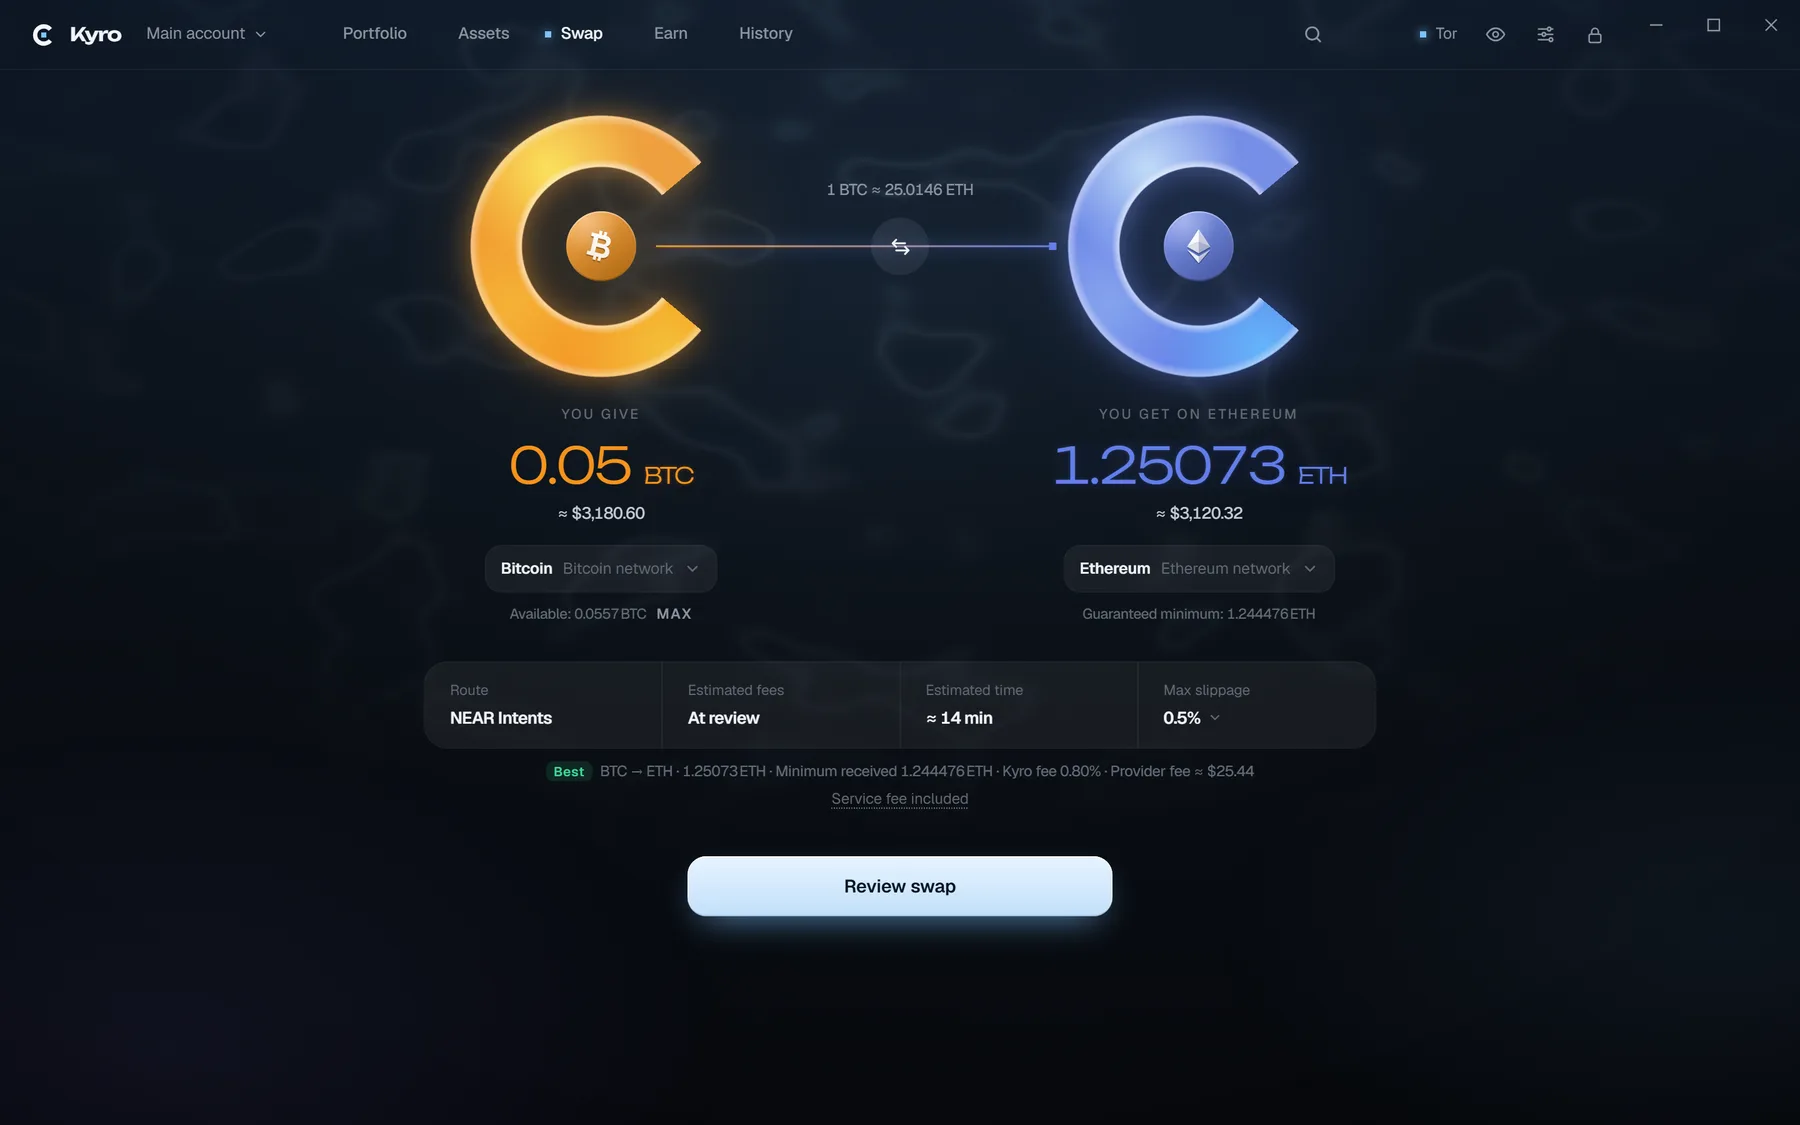 Kyro Main account Portfolio Assets Swap Earn History Tor
1 BTC ≈ 25.0146 ETH
YOU GIVE
0.05 BTC
≈ $3,180.60
Bitcoin Bitcoin network
Available: 0.0557 BTC MAX
YOU GET ON ETHEREUM
1.25073 ETH
≈ $3,120.32
Ethereum Ethereum network
Guaranteed minimum: 1.244476 ETH
Route
NEAR Intents
Estimated fees
At review
Estimated time
≈ 14 min
Max slippage
0.5%
Best BTC → ETH · 1.25073 ETH · Minimum received 1.244476 ETH · Kyro fee 0.80% · Provider fee ≈ $25.44
Service fee included
Review swap